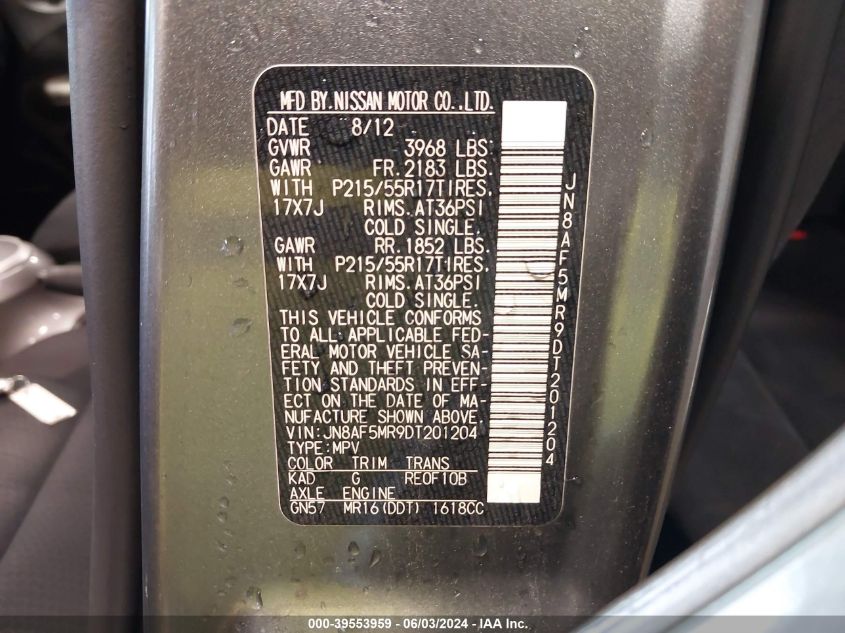 MFD BY.NISSAN MOTOR CO.,LTD.
DATE 8/12
GVWR 3968 LBS.
GAWR FR.2183 LBS.
WITH P215/55R17TIRES.
17X7J RIMS.AT36PSI
COLD SINGLE.
GAWR RR.1852 LBS.
WITH P215/55R17TIRES.
17X7J RIMS.AT36PSI
COLD SINGLE.
THIS VEHICLE CONFORMS
TO ALL APPLICABLE FED-
ERAL MOTOR VEHICLE SA-
FETY AND THEFT PREVEN-
TION STANDARDS IN EFF-
ECT ON THE DATE OF MA-
NUFACTURE SHOWN ABOVE.
VIN:JN8AF5MR9DT201204
TYPE:MPV
COLOR TRIM TRANS
KAD G RE0F10B
AXLE ENGINE
GN57 MR16(DDT) 1618CC
JN8AF5MR9DT201204
000-39553959 - 06/03/2024 - IAA Inc.